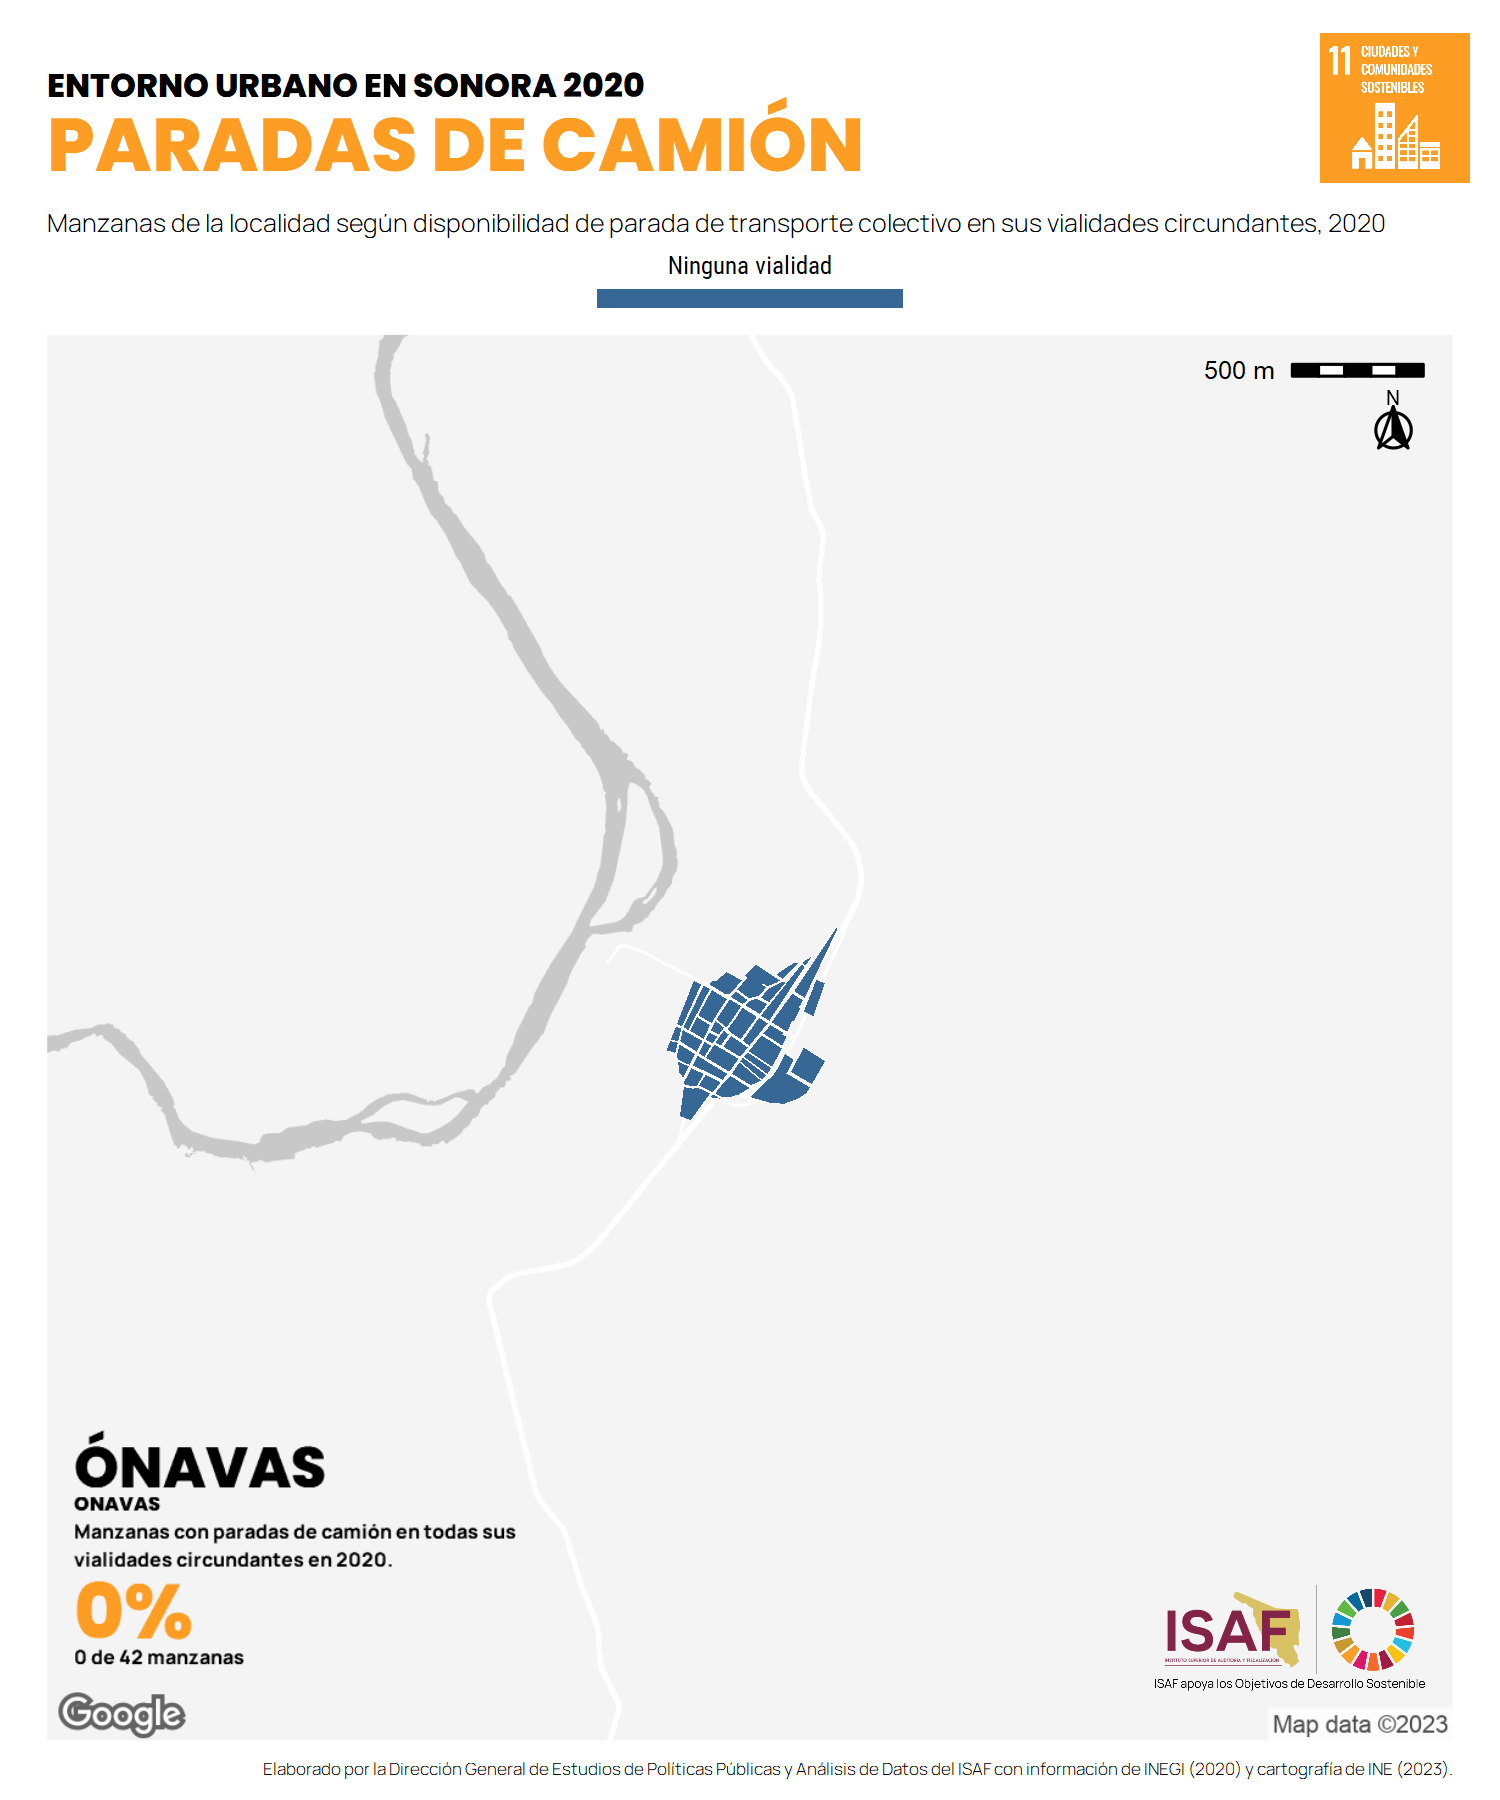 ENTORNO URBANO EN SONORA 2020
PARADAS DE CAMIÓN
11 CIUDADES Y
COMUNIDADES
SOSTENIBLES
Manzanas de la localidad según disponibilidad de parada de transporte colectivo en sus vialidades circundantes, 2020
Ninguna vialidad
500 m
N
ÓNAVAS
ONAVAS
Manzanas con paradas de camión en todas sus
vialidades circundantes en 2020.
0%
0 de 42 manzanas
Google
ISAF
INSTITUTO SUPERIOR DE AUDITORÍA Y FISCALIZACIÓN
ISAF apoya los Objetivos de Desarrollo Sostenible
Map data ©2023
Elaborado por la Dirección General de Estudios de Políticas Públicas y Análisis de Datos del ISAF con información de INEGI (2020) y cartografía de INE (2023).